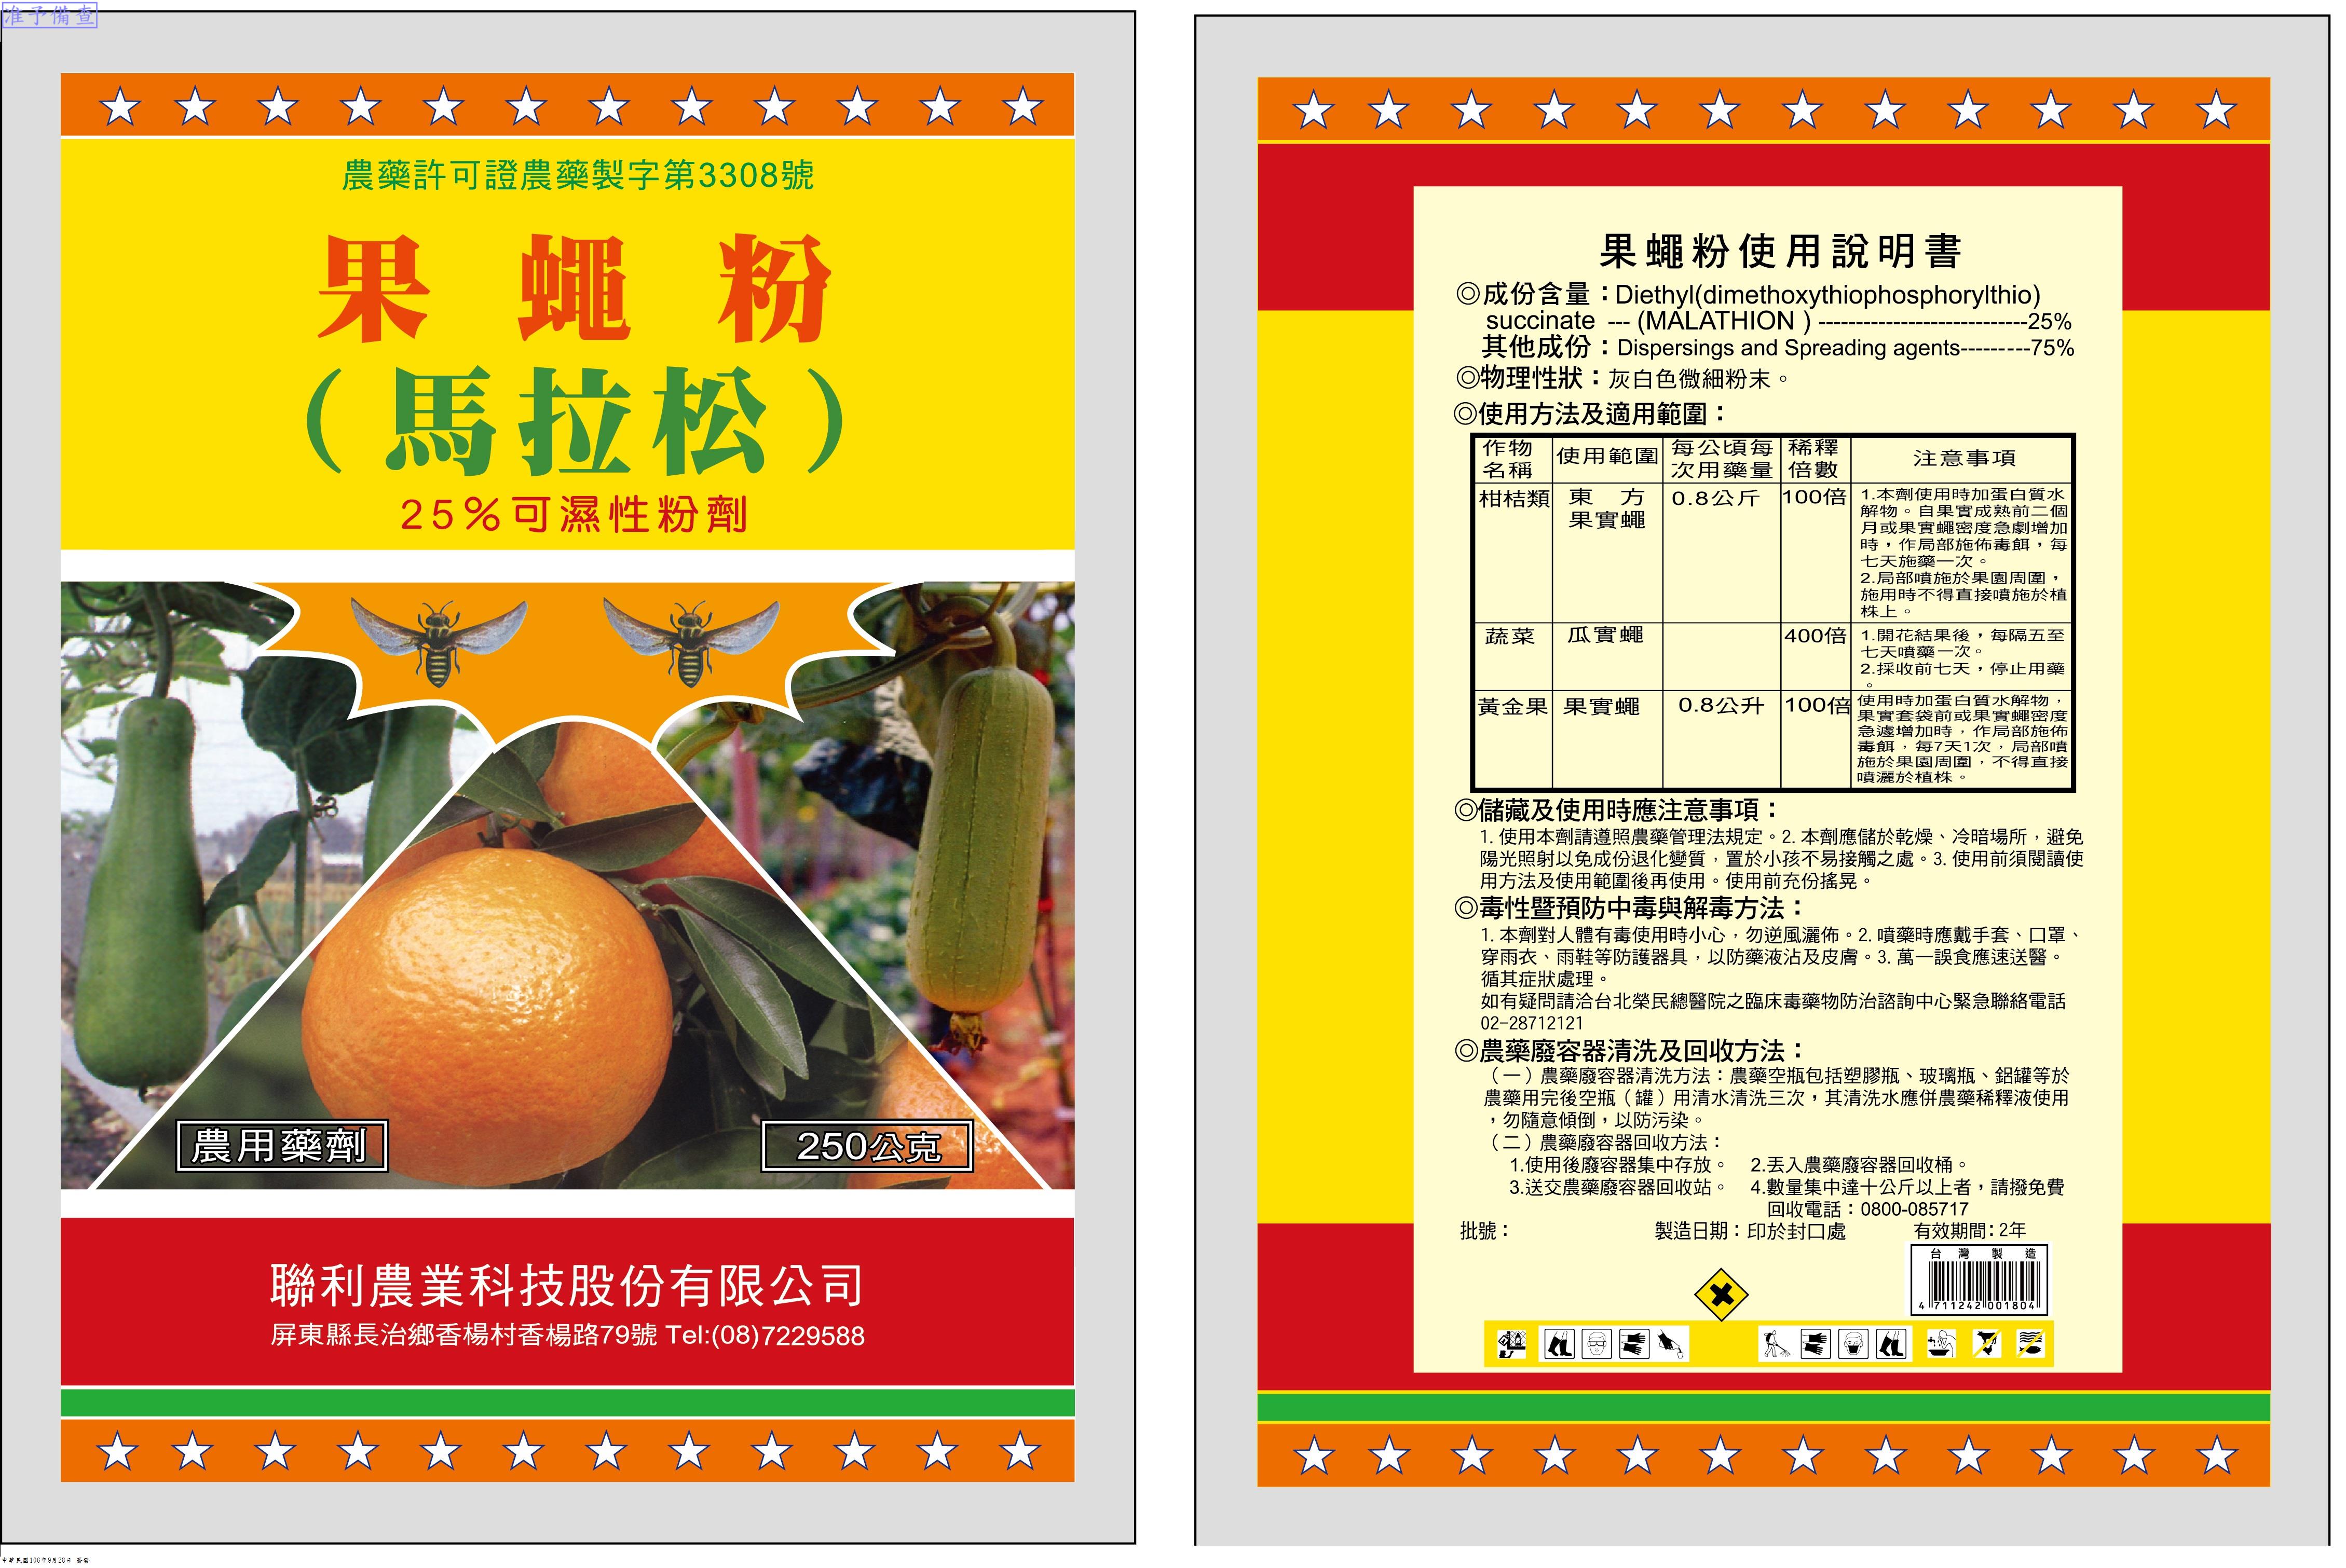 准予備查
農藥許可證農藥製字第3308號
果蠅粉
(馬拉松)
25%可濕性粉劑
農用藥劑
250公克
聯利農業科技股份有限公司
屏東縣長治鄉香楊村香楊路79號 Tel:(08)7229588
中華民國106年9月28日 簽發
果蠅粉使用說明書
◎成份含量：Diethyl(dimethoxythiophosphorylthio)
succinate --- (MALATHION ) ----------------------------25%
其他成份：Dispersings and Spreading agents---------75%
◎物理性狀：灰白色微細粉末。
◎使用方法及適用範圍：
作物 使用範圍 每公頃每 稀釋 注意事項
名稱 次用藥量 倍數
柑桔類 東 方 0.8公斤 100倍 1.本劑使用時加蛋白質水
果實蠅 解物。自果實成熟前二個
月或果實蠅密度急劇增加
時，作局部施佈毒餌，每
七天施藥一次。
2.局部噴施於果園周圍，
施用時不得直接噴施於植
株上。
蔬菜 瓜實蠅 400倍 1.開花結果後，每隔五至
七天噴藥一次。
2.採收前七天，停止用藥
。
黃金果 果實蠅 0.8公升 100倍 使用時加蛋白質水解物，
果實套袋前或果實蠅密度
急遽增加時，作局部施佈
毒餌，每7天1次，局部噴
施於果園周圍，不得直接
噴灑於植株。
◎儲藏及使用時應注意事項：
1. 使用本劑請遵照農藥管理法規定。2. 本劑應儲於乾燥、冷暗場所，避免
陽光照射以免成份退化變質，置於小孩不易接觸之處。3. 使用前須閱讀使
用方法及使用範圍後再使用。使用前充份搖晃。
◎毒性暨預防中毒與解毒方法：
1. 本劑對人體有毒使用時小心，勿逆風灑佈。2. 噴藥時應戴手套、口罩、
穿雨衣、雨鞋等防護器具，以防藥液沾及皮膚。3. 萬一誤食應速送醫。
循其症狀處理。
如有疑問請洽台北榮民總醫院之臨床毒藥物防治諮詢中心緊急聯絡電話
02-28712121
◎農藥廢容器清洗及回收方法：
（一）農藥廢容器清洗方法：農藥空瓶包括塑膠瓶、玻璃瓶、鋁罐等於
農藥用完後空瓶（罐）用清水清洗三次，其清洗水應併農藥稀釋液使用
，勿隨意傾倒，以防污染。
（二）農藥廢容器回收方法：
1.使用後廢容器集中存放。 2.丟入農藥廢容器回收桶。
3.送交農藥廢容器回收站。 4.數量集中達十公斤以上者，請撥免費
回收電話：0800-085717
批號： 製造日期：印於封口處 有效期間：2年
台灣製造
4 711242 001804